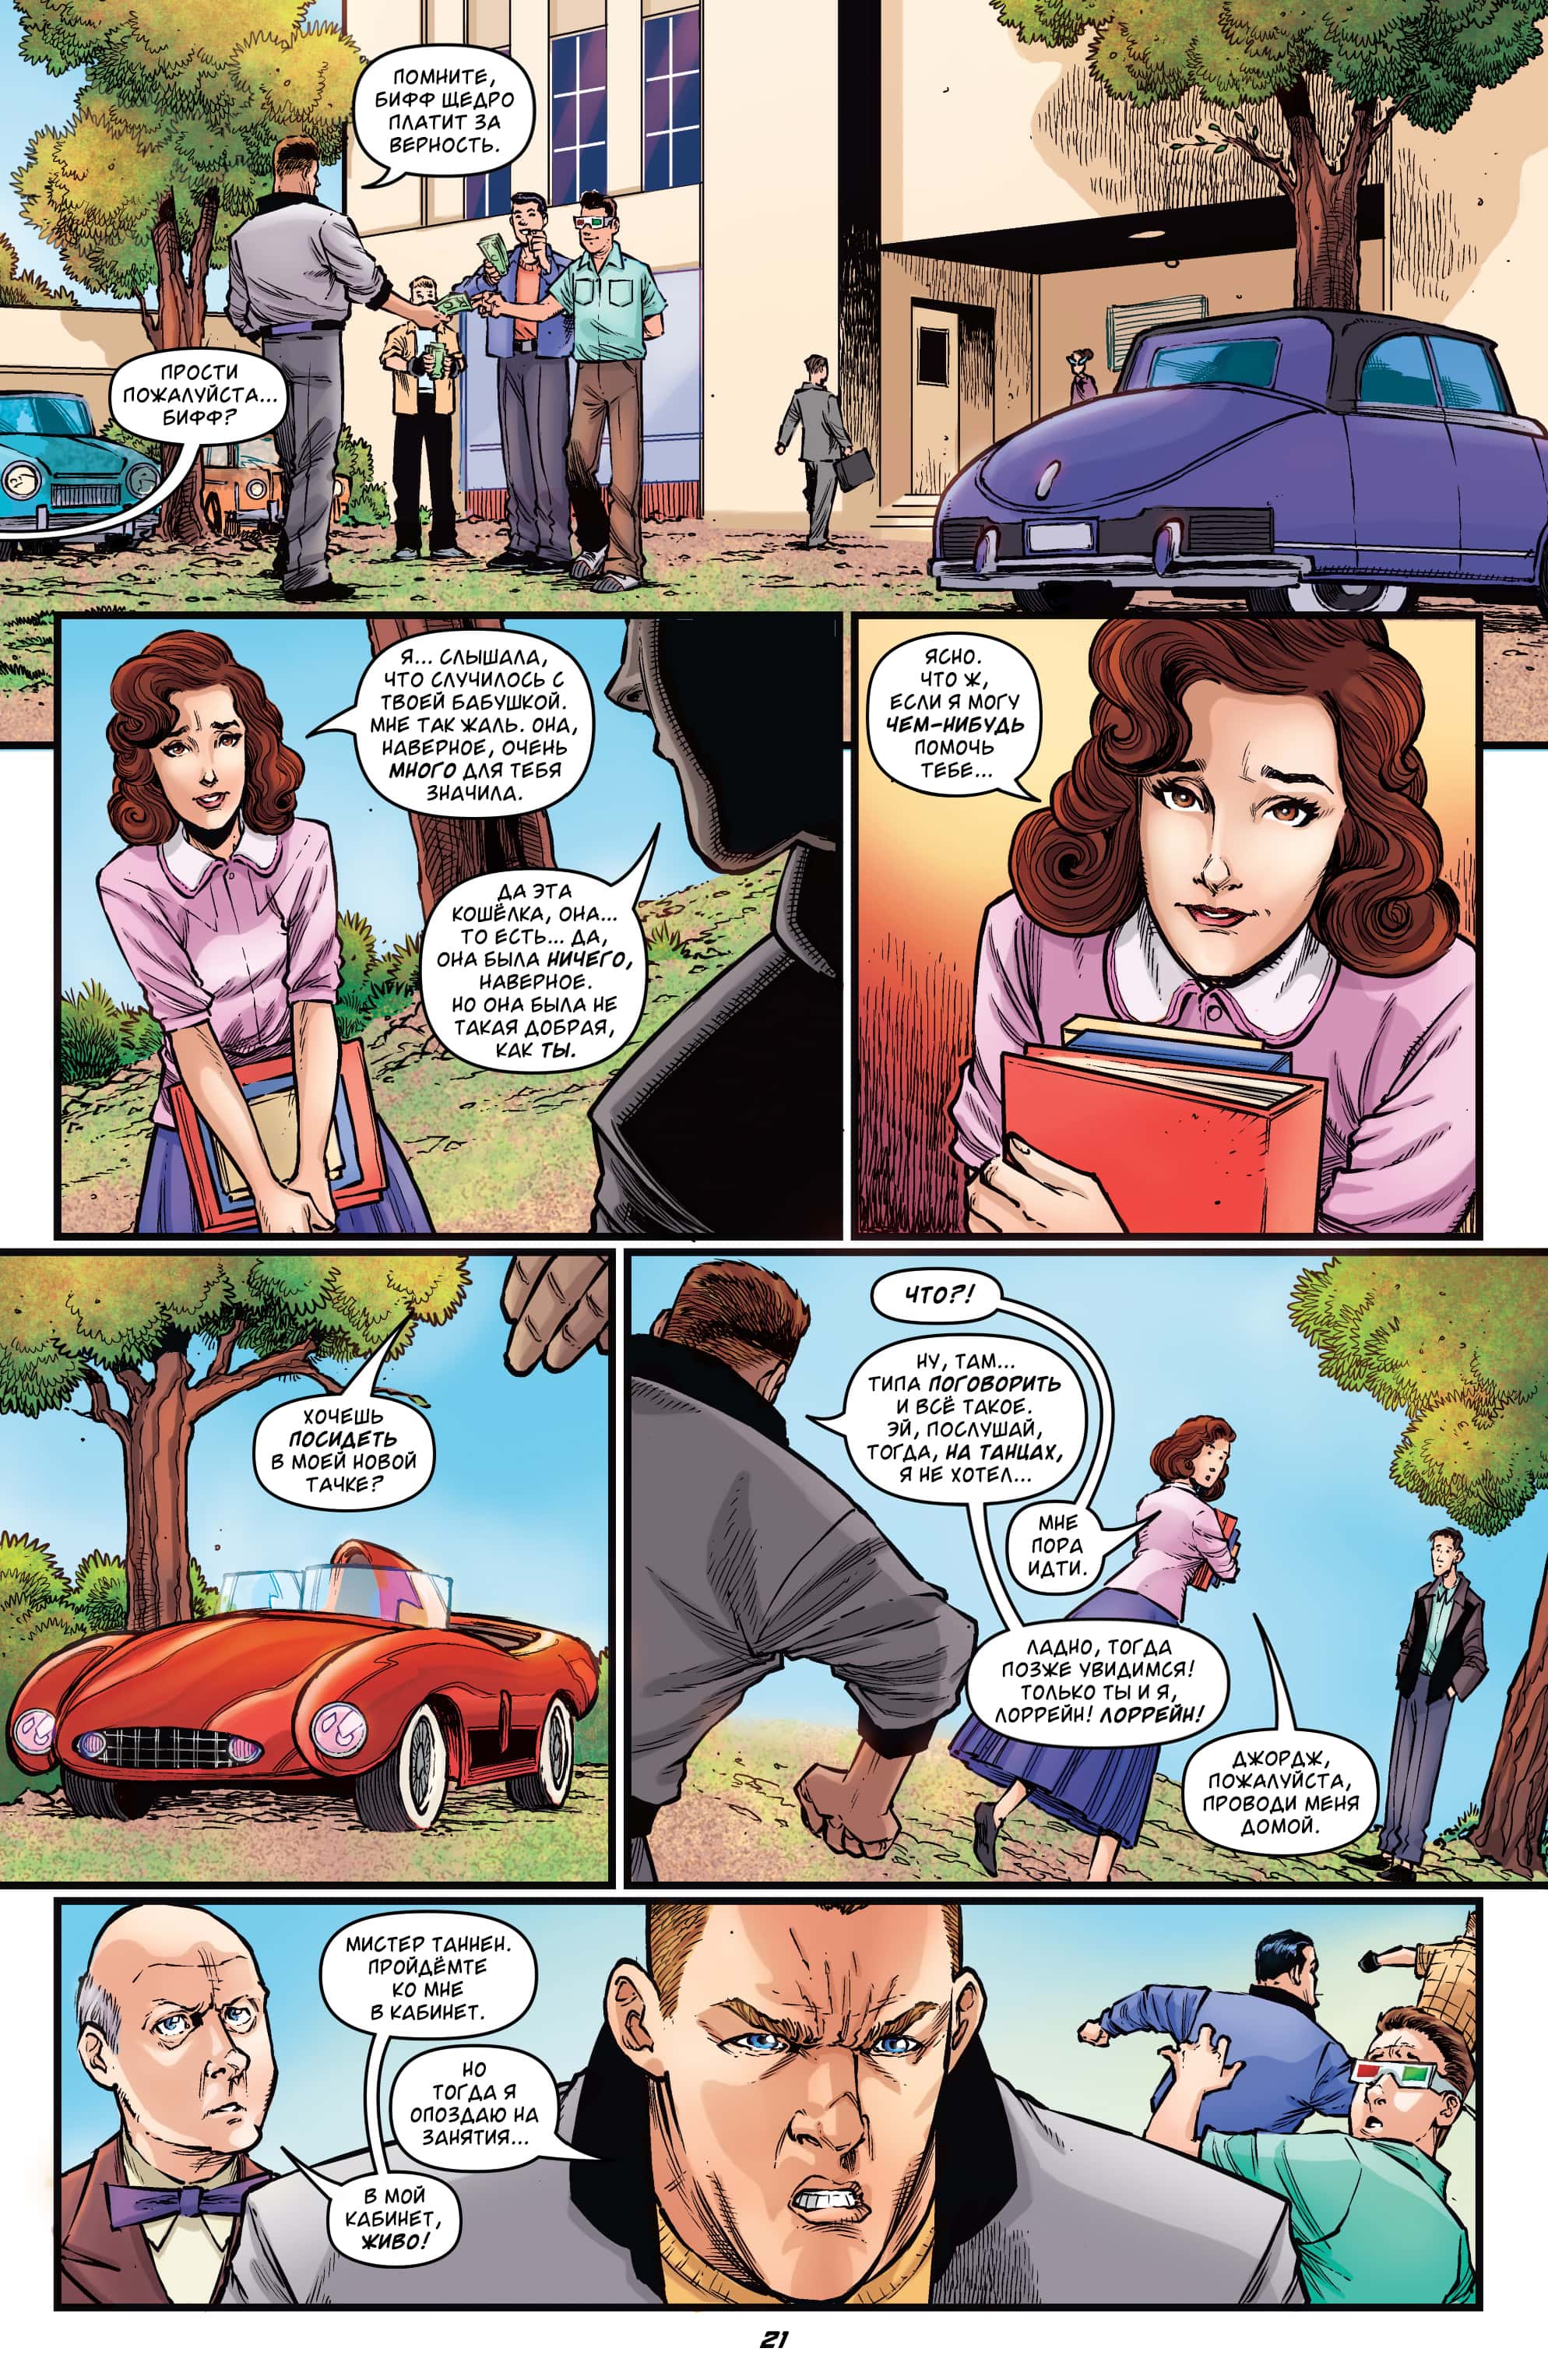 ПОМНИТЕ,
БИФФ ЩЕДРО
ПЛАТИТ ЗА
ВЕРНОСТЬ.
ПРОСТИ
ПОЖАЛУЙСТА...
БИФФ?
Я... СЛЫШАЛА,
ЧТО СЛУЧИЛОСЬ С
ТВОЕЙ БАБУШКОЙ.
МНЕ ТАК ЖАЛЬ. ОНА,
НАВЕРНОЕ, ОЧЕНЬ
МНОГО ДЛЯ ТЕБЯ
ЗНАЧИЛА.
ДА ЭТА
КОШЁЛКА, ОНА...
ТО ЕСТЬ... ДА,
ОНА БЫЛА НИЧЕГО,
НАВЕРНОЕ.
НО ОНА БЫЛА НЕ
ТАКАЯ ДОБРАЯ,
КАК ТЫ.
ЯСНО.
ЧТО Ж,
ЕСЛИ Я МОГУ
ЧЕМ-НИБУДЬ
ПОМОЧЬ
ТЕБЕ...
ХОЧЕШЬ
ПОСИДЕТЬ
В МОЕЙ НОВОЙ
ТАЧКЕ?
ЧТО?!
НУ, ТАМ...
ТИПА ПОГОВОРИТЬ
И ВСЁ ТАКОЕ.
ЭЙ, ПОСЛУШАЙ,
ТОГДА, НА ТАНЦАХ,
Я НЕ ХОТЕЛ...
МНЕ
ПОРА
ИДТИ.
ЛАДНО, ТОГДА
ПОЗЖЕ УВИДИМСЯ!
ТОЛЬКО ТЫ И Я,
ЛОРРЕЙН! ЛОРРЕЙН!
ДЖОРДЖ,
ПОЖАЛУЙСТА,
ПРОВОДИ МЕНЯ
ДОМОЙ.
МИСТЕР ТАННЕН.
ПРОЙДЁМТЕ
КО МНЕ
В КАБИНЕТ.
НО
ТОГДА Я
ОПОЗДАЮ НА
ЗАНЯТИЯ...
В МОЙ
КАБИНЕТ,
ЖИВО!
21